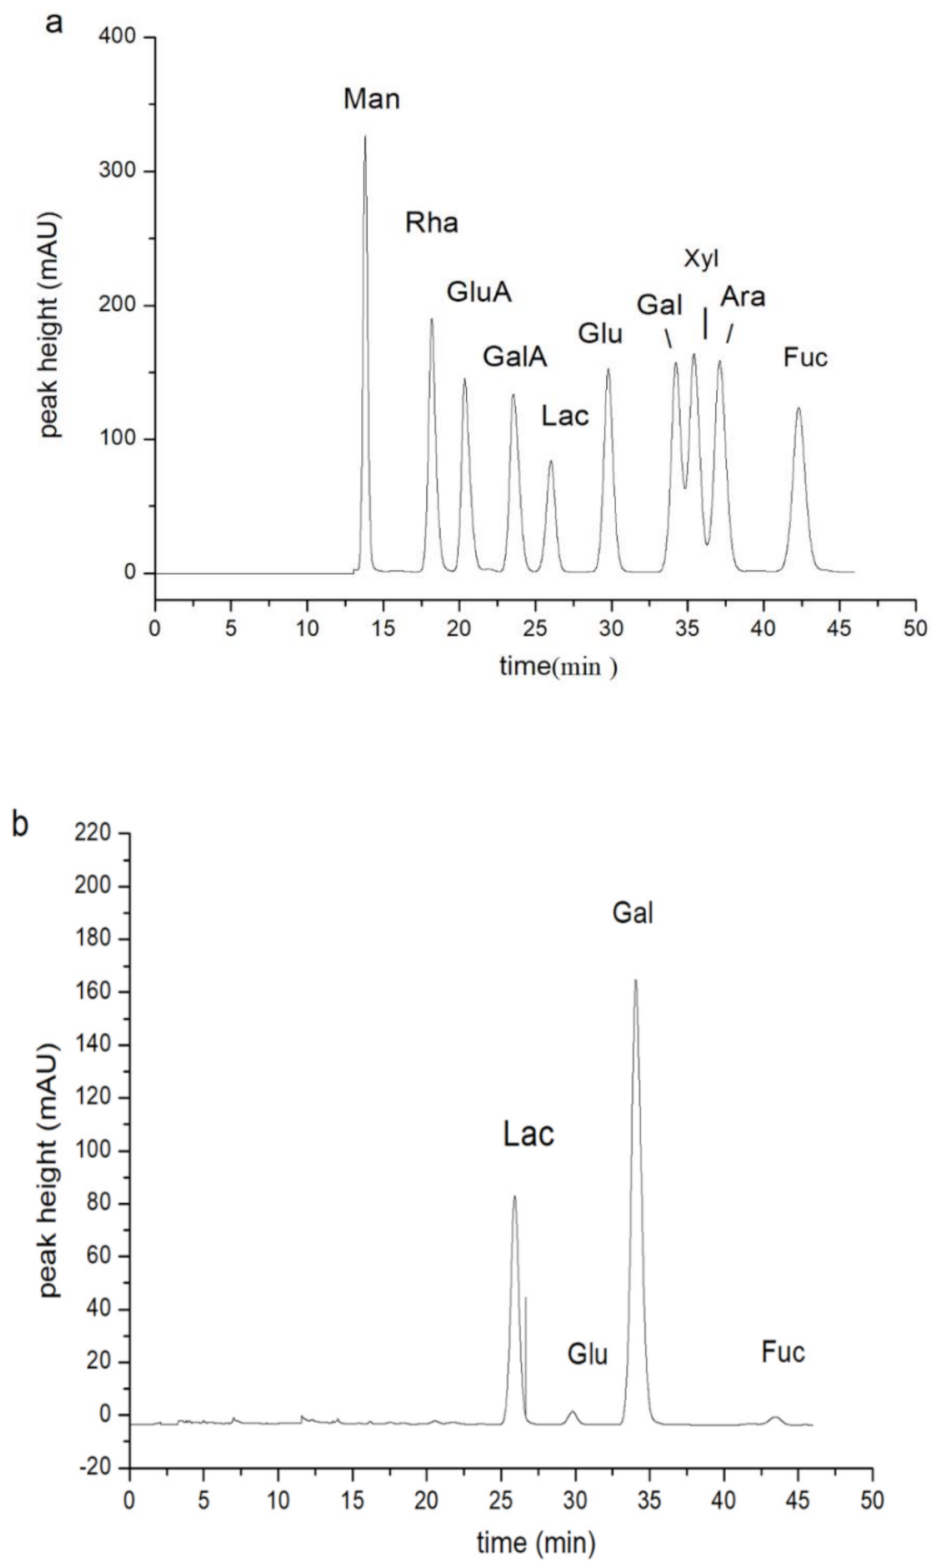 a
400
Man
300
Rha
Xyl
GluA
Ara
200
Gal
Glu
GalA
Fuc
Lac
100
0
peak height (mAU)
0 5 10 15 20 25 30 35 40 45 50
time(min )
b
220
200
Gal
180
160
140
120
Lac
100
80
60
40
Glu
Fuc
20
0
-20
peak height (mAU)
0 5 10 15 20 25 30 35 40 45 50
time (min)